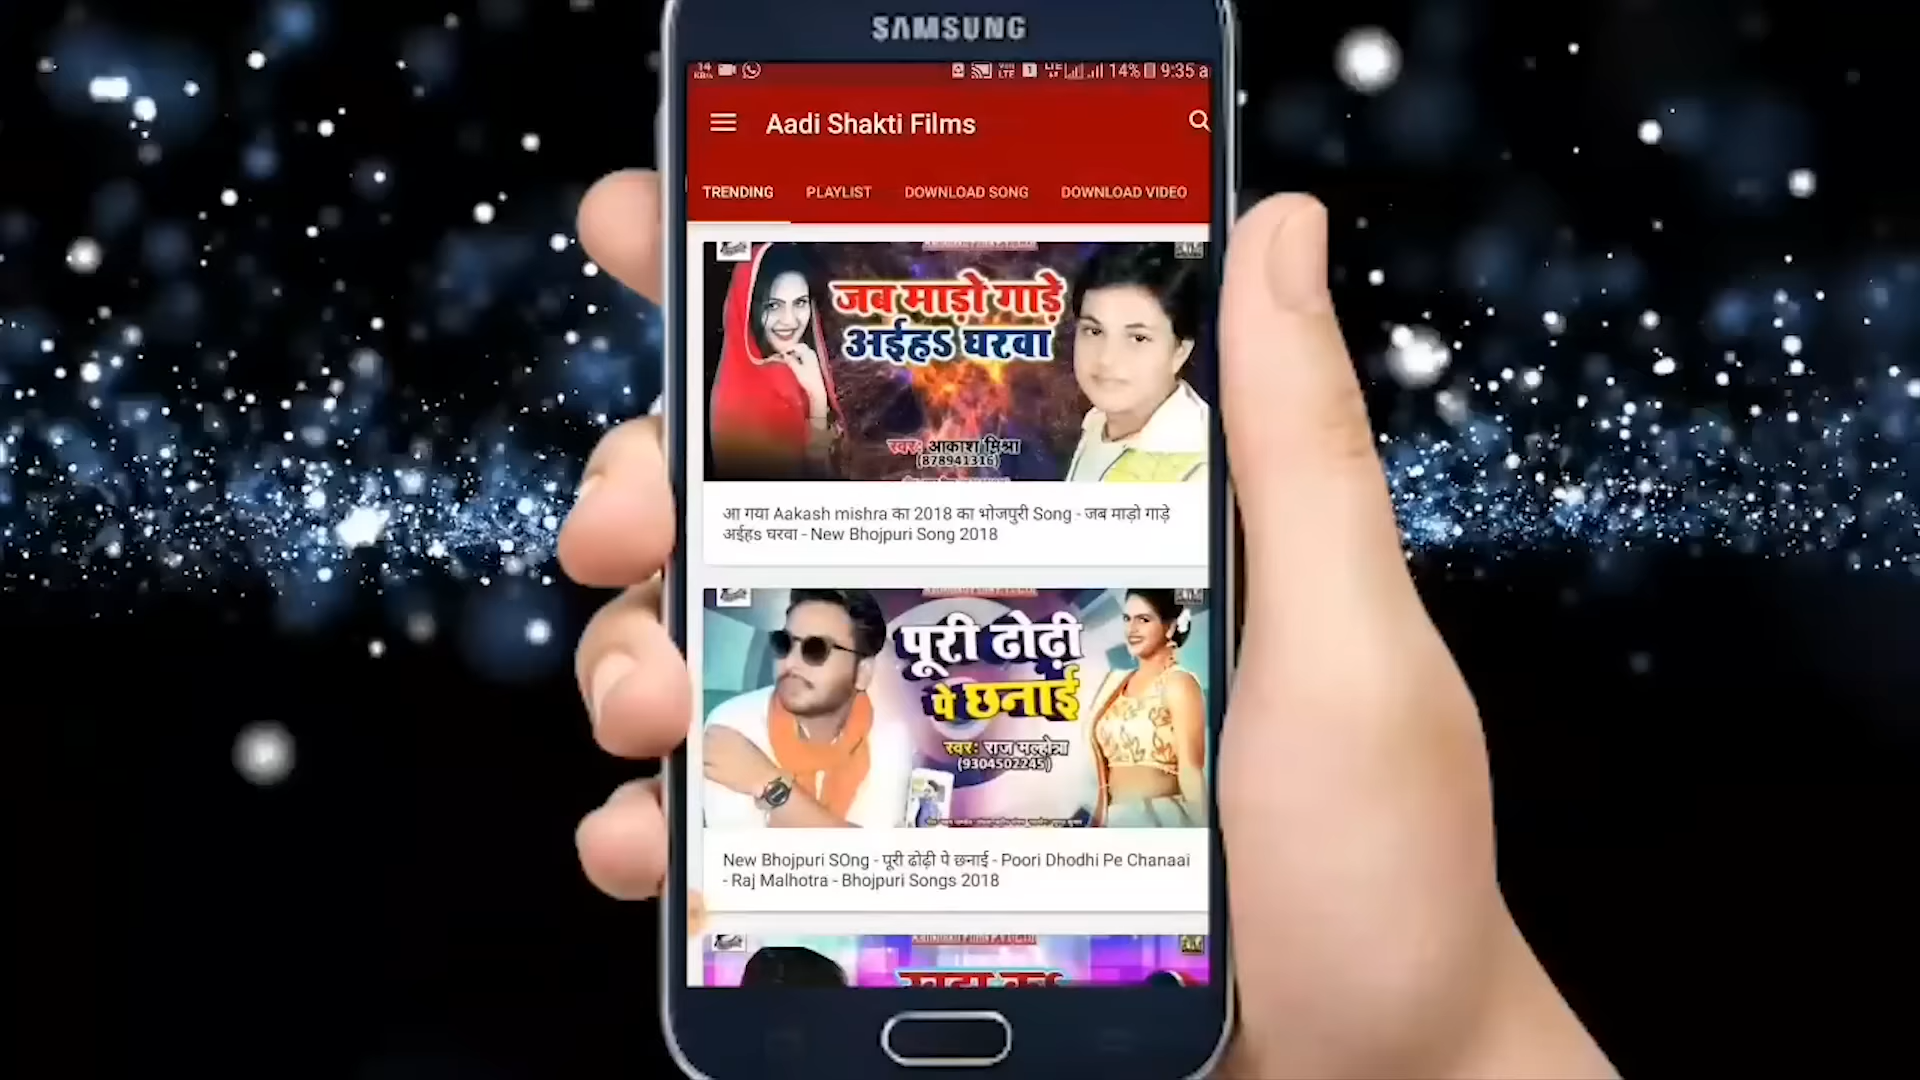 SAMSUNG
14% 9:35 a
Aadi Shakti Films
TRENDING PLAYLIST DOWNLOAD SONG DOWNLOAD VIDEO
जब माड़ो गाड़े
अईहऽ घरवा
स्वरः आकाश मिश्रा
(878941316)
आ गया Aakash mishra का 2018 का भोजपुरी Song - जब माड़ो गाड़े
अईहs घरवा - New Bhojpuri Song 2018
पूरी ढोढ़ी
पे छनाई
स्वरः राज मल्होत्रा
(9304502245)
New Bhojpuri SOng - पूरी ढोढ़ी पे छनाई - Poori Dhodhi Pe Chanaai
- Raj Malhotra - Bhojpuri Songs 2018